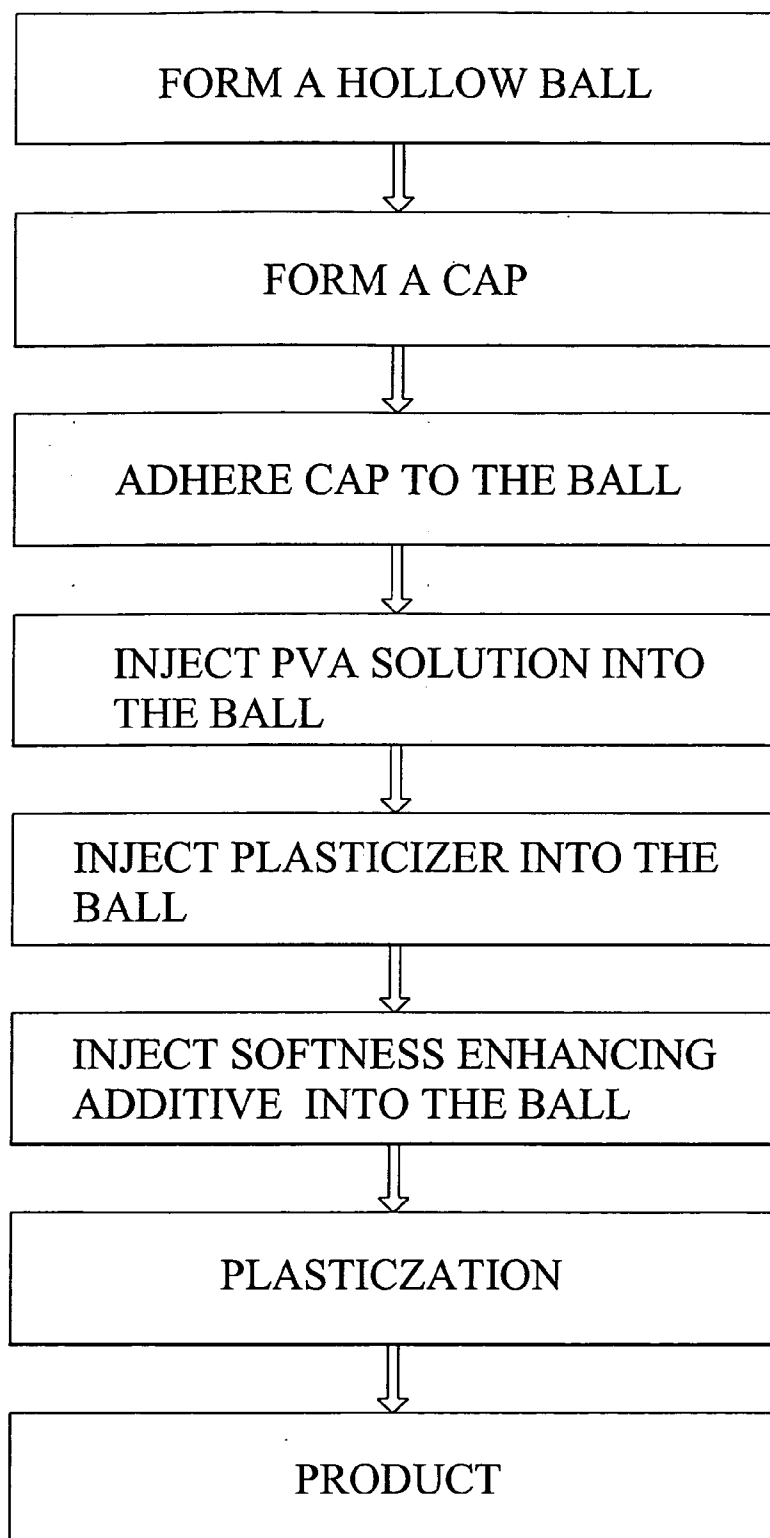 FORM A HOLLOW BALL
FORM A CAP
ADHERE CAP TO THE BALL
INJECT PVA SOLUTION INTO
THE BALL
INJECT PLASTICIZER INTO THE
BALL
INJECT SOFTNESS ENHANCING
ADDITIVE INTO THE BALL
PLASTICZATION
PRODUCT